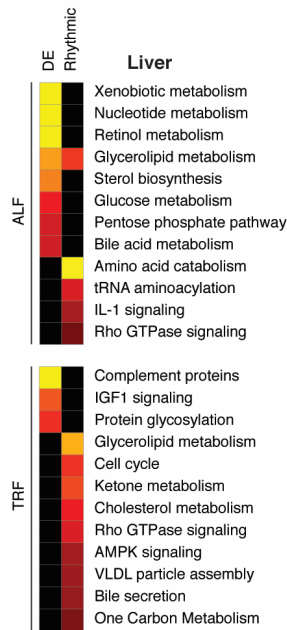 DE
Rhythmic
Liver
ALF
Xenobiotic metabolism
Nucleotide metabolism
Retinol metabolism
Glycerolipid metabolism
Sterol biosynthesis
Glucose metabolism
Pentose phosphate pathway
Bile acid metabolism
Amino acid catabolism
tRNA aminoacylation
IL-1 signaling
Rho GTPase signaling
TRF
Complement proteins
IGF1 signaling
Protein glycosylation
Glycerolipid metabolism
Cell cycle
Ketone metabolism
Cholesterol metabolism
Rho GTPase signaling
AMPK signaling
VLDL particle assembly
Bile secretion
One Carbon Metabolism